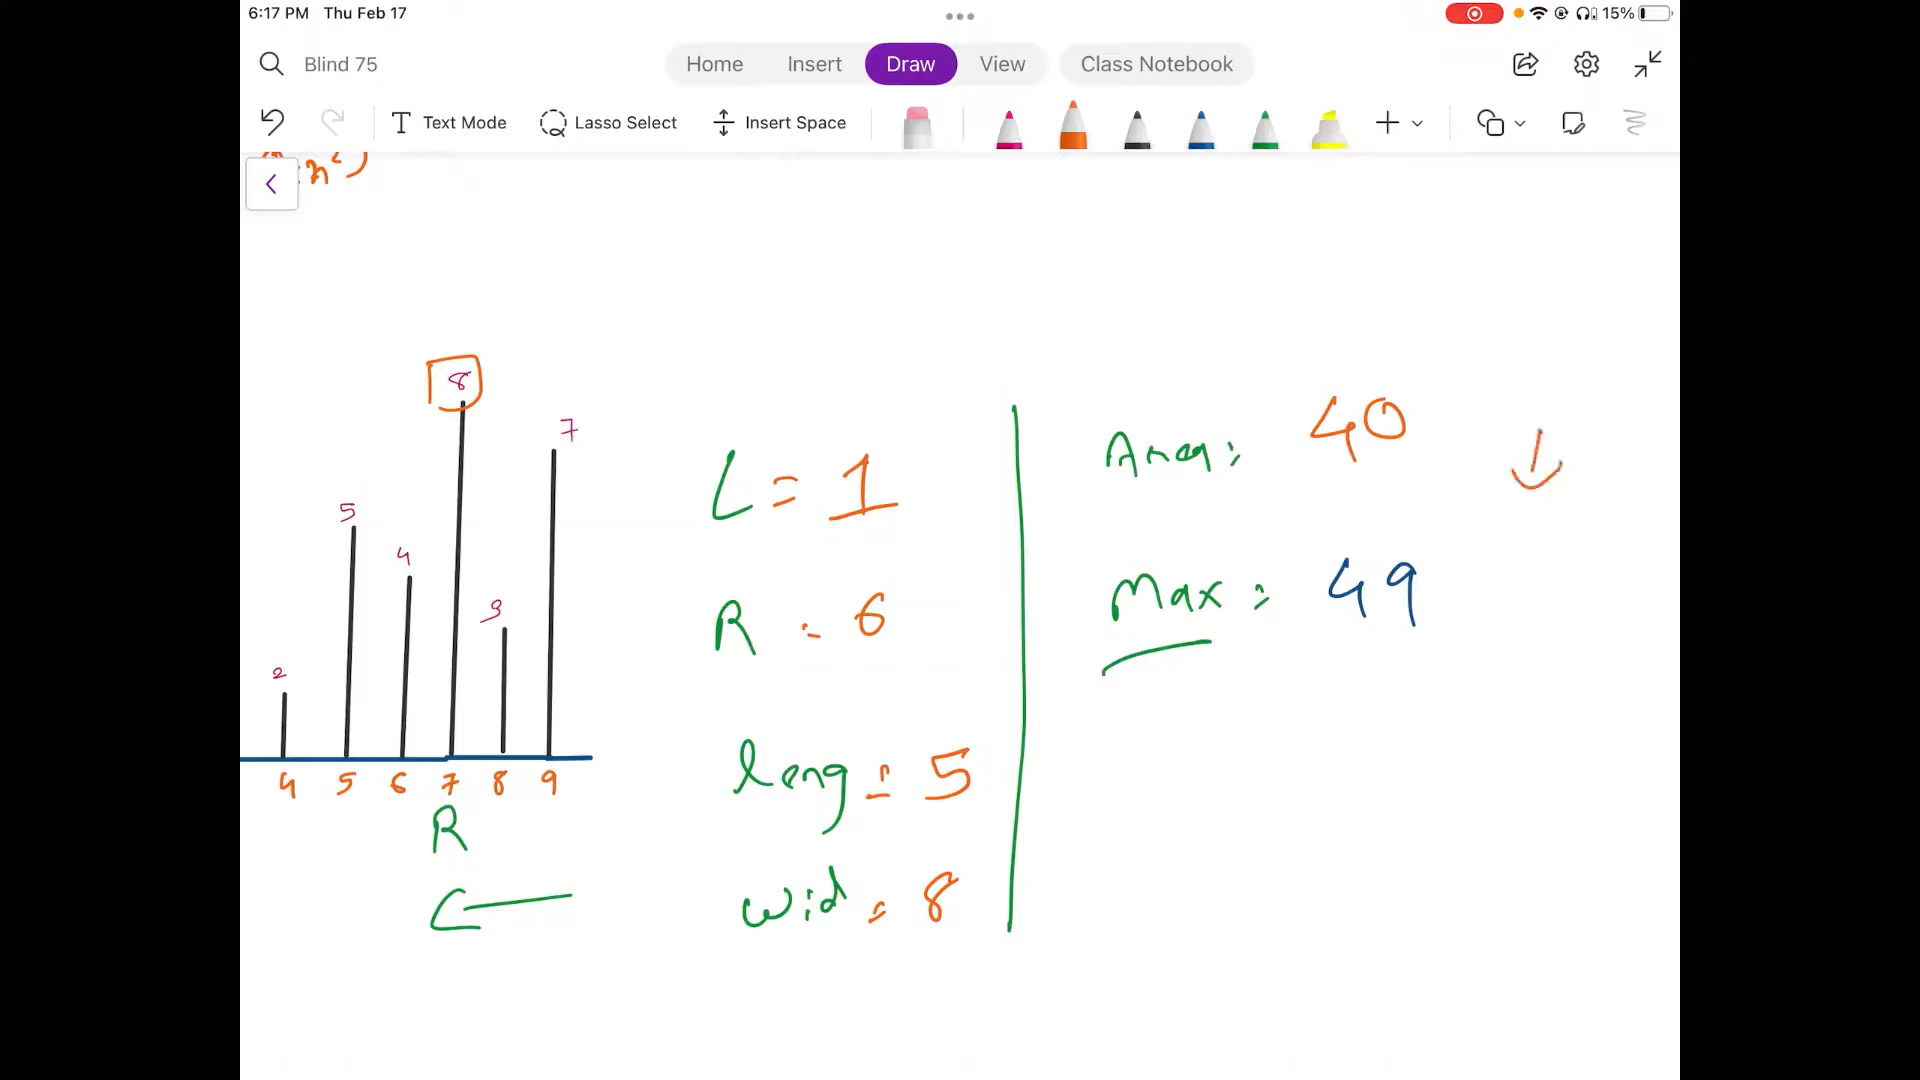 6:17 PM Thu Feb 17
15%
Blind 75
Home Insert Draw View Class Notebook
Text Mode Lasso Select Insert Space
n²)
8
7
5
4
3
2
4 5 6 7 8 9
R
L = 1
R = 6
leng = 5
wid = 8
Area: 40
Max = 49